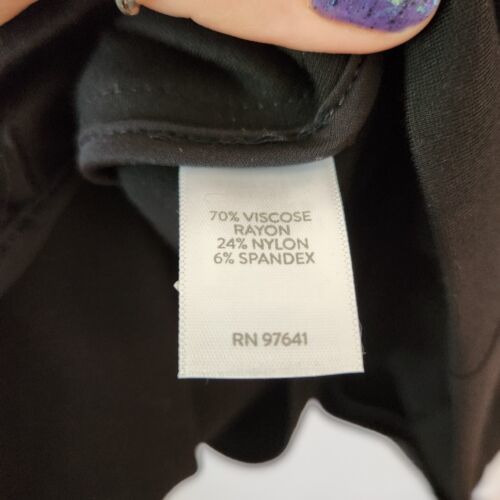 70% VISCOSE
RAYON
24% NYLON
6% SPANDEX
RN 97641